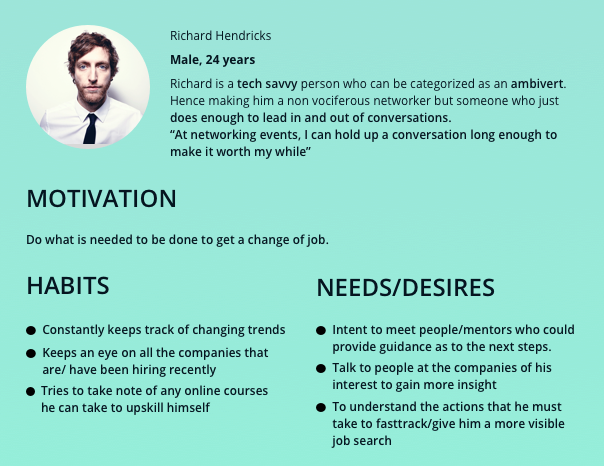 Richard Hendricks
Male, 24 years
Richard is a tech savvy person who can be categorized as an ambivert.
Hence making him a non vociferous networker but someone who just
does enough to lead in and out of conversations.
“At networking events, I can hold up a conversation long enough to
make it worth my while”
MOTIVATION
Do what is needed to be done to get a change of job.
HABITS
● Constantly keeps track of changing trends
● Keeps an eye on all the companies that
are/ have been hiring recently
● Tries to take note of any online courses
he can take to upskill himself
NEEDS/DESIRES
● Intent to meet people/mentors who could
provide guidance as to the next steps.
● Talk to people at the companies of his
interest to gain more insight
● To understand the actions that he must
take to fasttrack/give him a more visible
job search